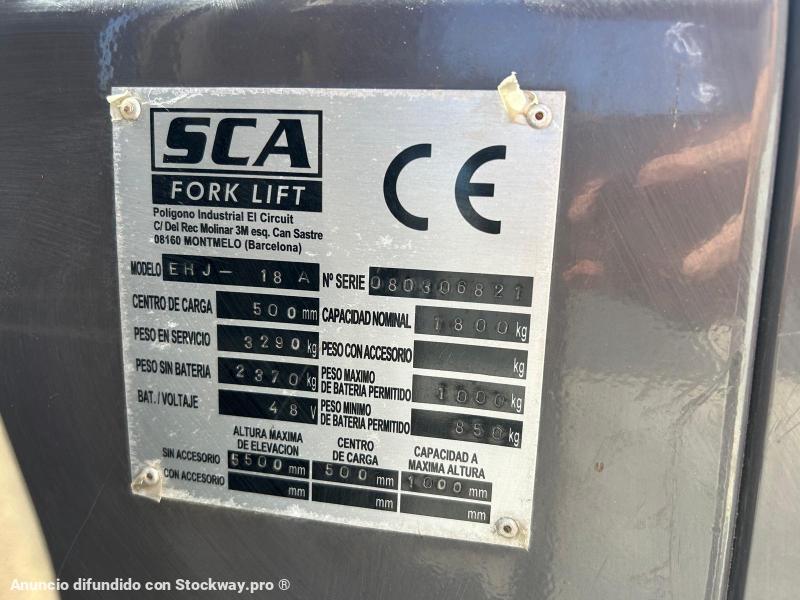 SCA
FORK LIFT
CE
Poligono Industrial El Circuit
C/ Del Rec Molinar 3M esq. Can Sastre
08160 MONTMELO (Barcelona)
MODELO EHJ- 18 A Nº SERIE 080306821
CENTRO DE CARGA 500 mm CAPACIDAD NOMINAL 1800 kg
PESO EN SERVICIO 3290 kg PESO CON ACCESORIO kg
PESO SIN BATERIA 2370 kg PESO MAXIMO DE BATERIA PERMITIDO 1000 kg
BAT. / VOLTAJE 48 V PESO MINIMO DE BATERIA PERMITIDO 850 kg
ALTURA MAXIMA DE ELEVACION CENTRO DE CARGA CAPACIDAD A MAXIMA ALTURA
SIN ACCESORIO 5500 mm 500 mm 1000 mm
CON ACCESORIO mm mm mm
Anuncio difundido con Stockway.pro ®